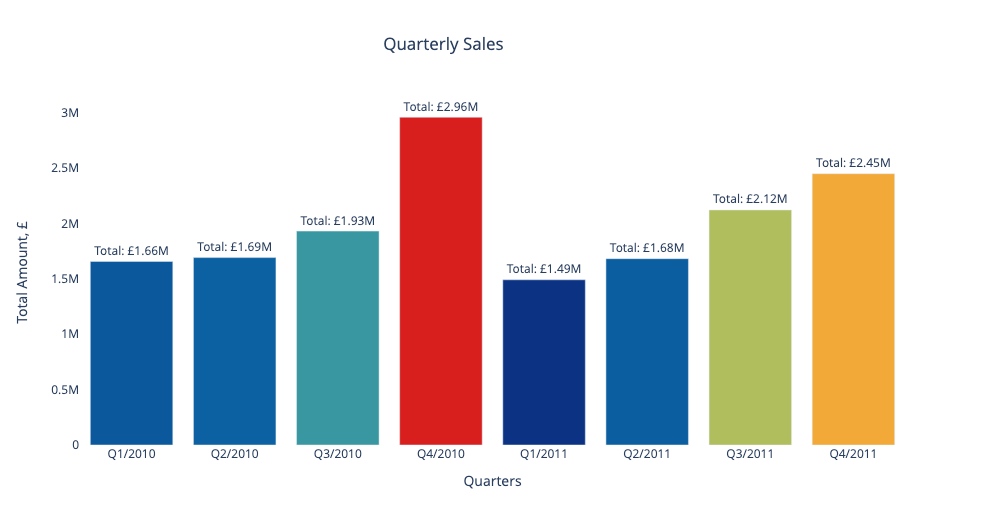 Quarterly Sales
Total Amount, £
3M
2.5M
2M
1.5M
1M
0.5M
0
Total: £1.66M
Total: £1.69M
Total: £1.93M
Total: £2.96M
Total: £1.49M
Total: £1.68M
Total: £2.12M
Total: £2.45M
Q1/2010 Q2/2010 Q3/2010 Q4/2010 Q1/2011 Q2/2011 Q3/2011 Q4/2011
Quarters